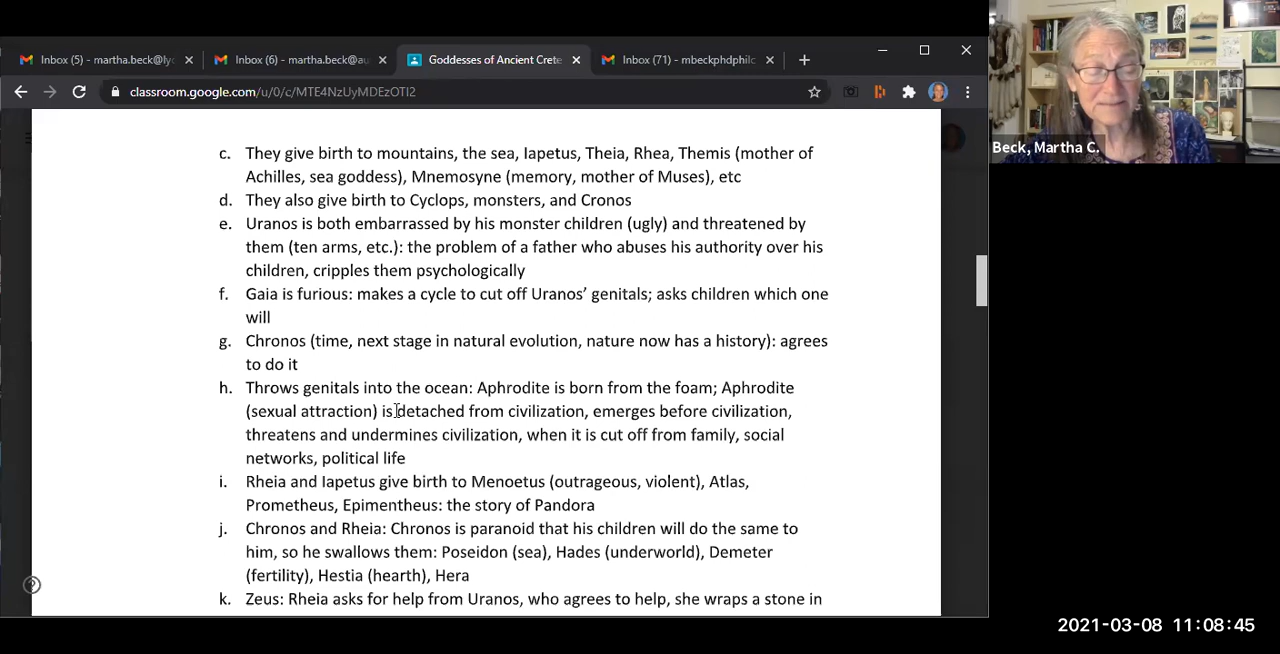 Inbox (5) - martha.beck@ly
Inbox (6) - martha.beck@au
Goddesses of Ancient Crete
Inbox (71) - mbeckphdphilc
classroom.google.com/u/0/c/MTE4NzUyMDEzOTI2
Beck, Martha C.
c. They give birth to mountains, the sea, Iapetus, Theia, Rhea, Themis (mother of
Achilles, sea goddess), Mnemosyne (memory, mother of Muses), etc
d. They also give birth to Cyclops, monsters, and Cronos
e. Uranos is both embarrassed by his monster children (ugly) and threatened by
them (ten arms, etc.): the problem of a father who abuses his authority over his
children, cripples them psychologically
f. Gaia is furious: makes a cycle to cut off Uranos’ genitals; asks children which one
will
g. Chronos (time, next stage in natural evolution, nature now has a history): agrees
to do it
h. Throws genitals into the ocean: Aphrodite is born from the foam; Aphrodite
(sexual attraction) is detached from civilization, emerges before civilization,
threatens and undermines civilization, when it is cut off from family, social
networks, political life
i. Rheia and Iapetus give birth to Menoetus (outrageous, violent), Atlas,
Prometheus, Epimentheus: the story of Pandora
j. Chronos and Rheia: Chronos is paranoid that his children will do the same to
him, so he swallows them: Poseidon (sea), Hades (underworld), Demeter
(fertility), Hestia (hearth), Hera
k. Zeus: Rheia asks for help from Uranos, who agrees to help, she wraps a stone in
2021-03-08 11:08:45